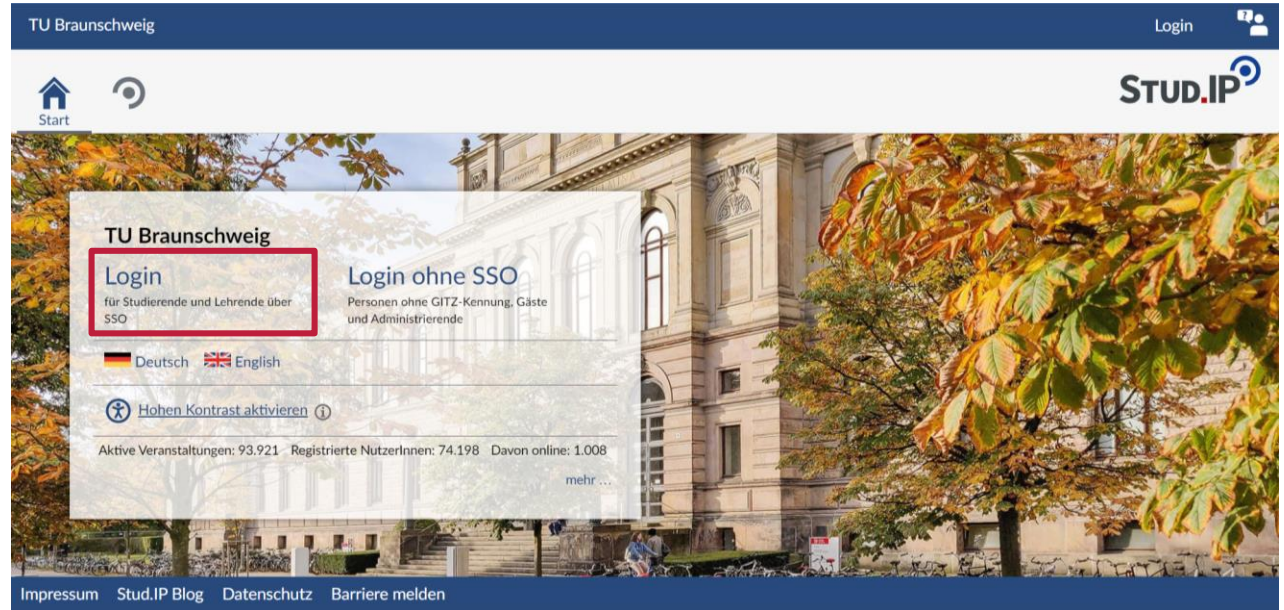 TU Braunschweig
Login
Start
STUD.IP
TU Braunschweig
Login
für Studierende und Lehrende über
SSO
Login ohne SSO
Personen ohne GITZ-Kennung, Gäste
und Administrierende
Deutsch English
Hohen Kontrast aktivieren
Aktive Veranstaltungen: 93.921 Registrierte NutzerInnen: 74.198 Davon online: 1.008
mehr ...
Impressum Stud.IP Blog Datenschutz Barriere melden